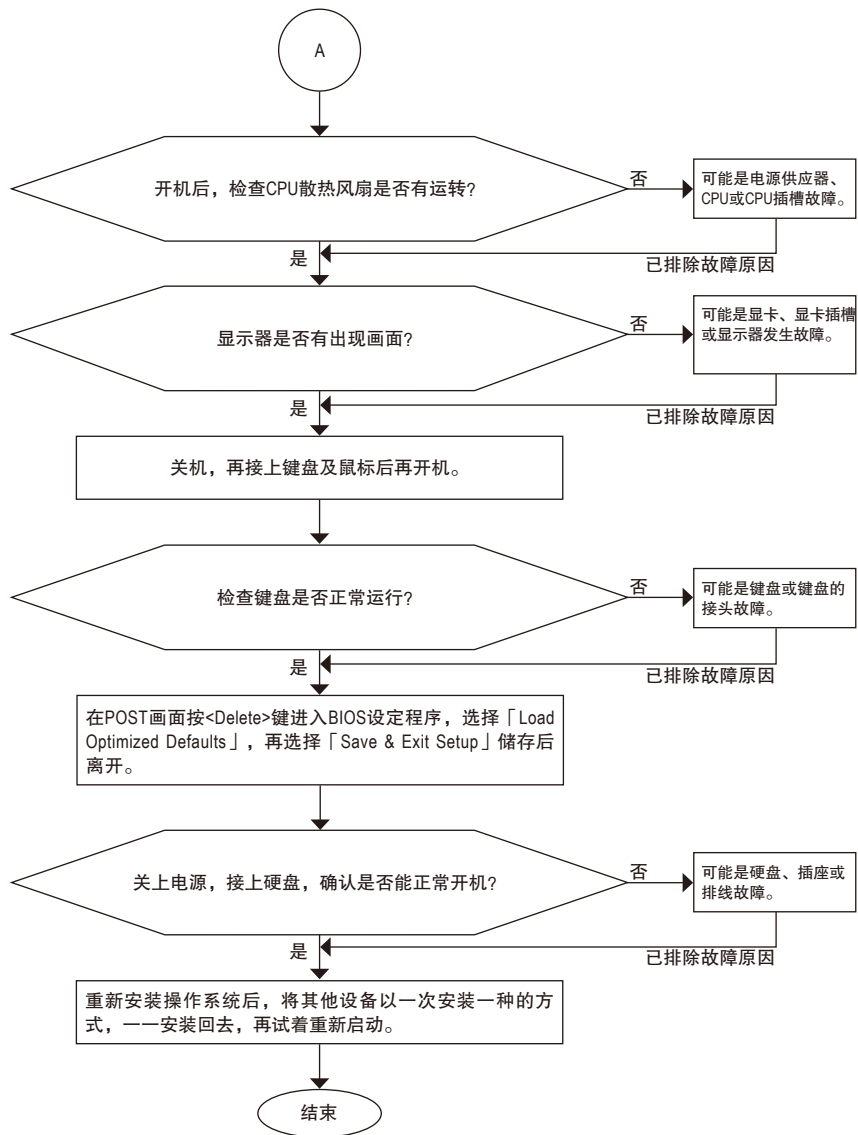 A
开机后，检查CPU散热风扇是否有运转?
否
可能是电源供应器、
CPU或CPU插槽故障。
是
已排除故障原因
显示器是否有出现画面?
否
可能是显卡、显卡插槽
或显示器发生故障。
是
已排除故障原因
关机，再接上键盘及鼠标后再开机。
检查键盘是否正常运行?
否
可能是键盘或键盘的
接头故障。
是
已排除故障原因
在POST画面按<Delete>键进入BIOS设定程序，选择「Load
Optimized Defaults」，再选择「Save & Exit Setup」储存后
离开。
关上电源，接上硬盘，确认是否能正常开机?
否
可能是硬盘、插座或
排线故障。
是
已排除故障原因
重新安装操作系统后，将其他设备以一次安装一种的方
式，一一安装回去，再试着重新启动。
结束